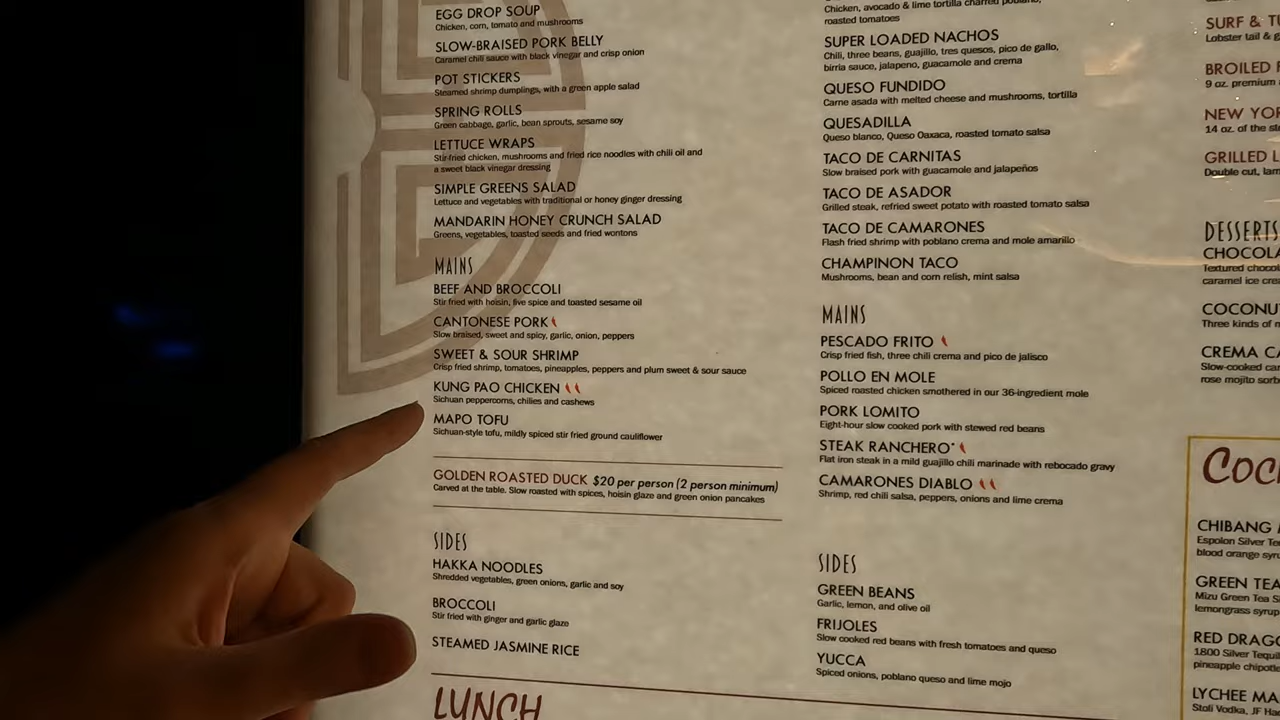 EGG DROP SOUP
Chicken, corn, tomato and mushrooms
SLOW-BRAISED PORK BELLY
Caramel chili sauce with black vinegar and crisp onion
POT STICKERS
Steamed shrimp dumplings, with a green apple salad
SPRING ROLLS
Green cabbage, garlic, bean sprouts, sesame soy
LETTUCE WRAPS
Stir-fried chicken, mushrooms and fried rice noodles with chili oil and
a sweet black vinegar dressing
SIMPLE GREENS SALAD
Lettuce and vegetables with traditional or honey ginger dressing
MANDARIN HONEY CRUNCH SALAD
Greens, vegetables, toasted seeds and fried wontons
MAINS
BEEF AND BROCCOLI
Stir fried with hoisin, five spice and toasted sesame oil
CANTONESE PORK
Slow braised, sweet and spicy, garlic, onion, peppers
SWEET & SOUR SHRIMP
Crisp fried shrimp, tomatoes, pineapples, peppers and plum sweet & sour sauce
KUNG PAO CHICKEN
Sichuan peppercorns, chilies and cashews
MAPO TOFU
Sichuan-style tofu, mildly spiced stir fried ground cauliflower
GOLDEN ROASTED DUCK $20 per person (2 person minimum)
Carved at the table. Slow roasted with spices, hoisin glaze and green onion pancakes
SIDES
HAKKA NOODLES
Shredded vegetables, green onions, garlic and soy
BROCCOLI
Stir fried with ginger and garlic glaze
STEAMED JASMINE RICE
LUNCH
Chicken, avocado & lime tortilla charred poblano,
roasted tomatoes
SUPER LOADED NACHOS
Chili, three beans, guajillo, tres quesos, pico de gallo,
birria sauce, jalapeno, guacamole and crema
QUESO FUNDIDO
Carne asada with melted cheese and mushrooms, tortilla
QUESADILLA
Queso blanco, Queso Oaxaca, roasted tomato salsa
TACO DE CARNITAS
Slow braised pork with guacamole and jalapeños
TACO DE ASADOR
Grilled steak, refried sweet potato with roasted tomato salsa
TACO DE CAMARONES
Flash fried shrimp with poblano crema and mole amarillo
CHAMPINON TACO
Mushrooms, bean and corn relish, mint salsa
MAINS
PESCADO FRITO
Crisp fried fish, three chili crema and pico de jalisco
POLLO EN MOLE
Spiced roasted chicken smothered in our 36-ingredient mole
PORK LOMITO
Eight-hour slow cooked pork with stewed red beans
STEAK RANCHERO*
Flat iron steak in a mild guajillo chili marinade with rebocado gravy
CAMARONES DIABLO
Shrimp, red chili salsa, peppers, onions and lime crema
SIDES
GREEN BEANS
Garlic, lemon, and olive oil
FRIJOLES
Slow cooked red beans with fresh tomatoes and queso
YUCCA
Spiced onions, poblano queso and lime mojo
SURF &
Lobster tail &
BROILED
9 oz. premium
NEW
14 oz. of the
GRILLED
Double cut,
DESSERTS
Textured
caramel ice
Three kinds of
CREMA
Slow-cooked
rose mojito
CHIBANG
Espolon Silver
blood orange
GREEN TEA
Mizu Green Tea
lemongrass syrup
RED
1800 Silver
pineapple
LYCHEE
Stoli Vodka, JF